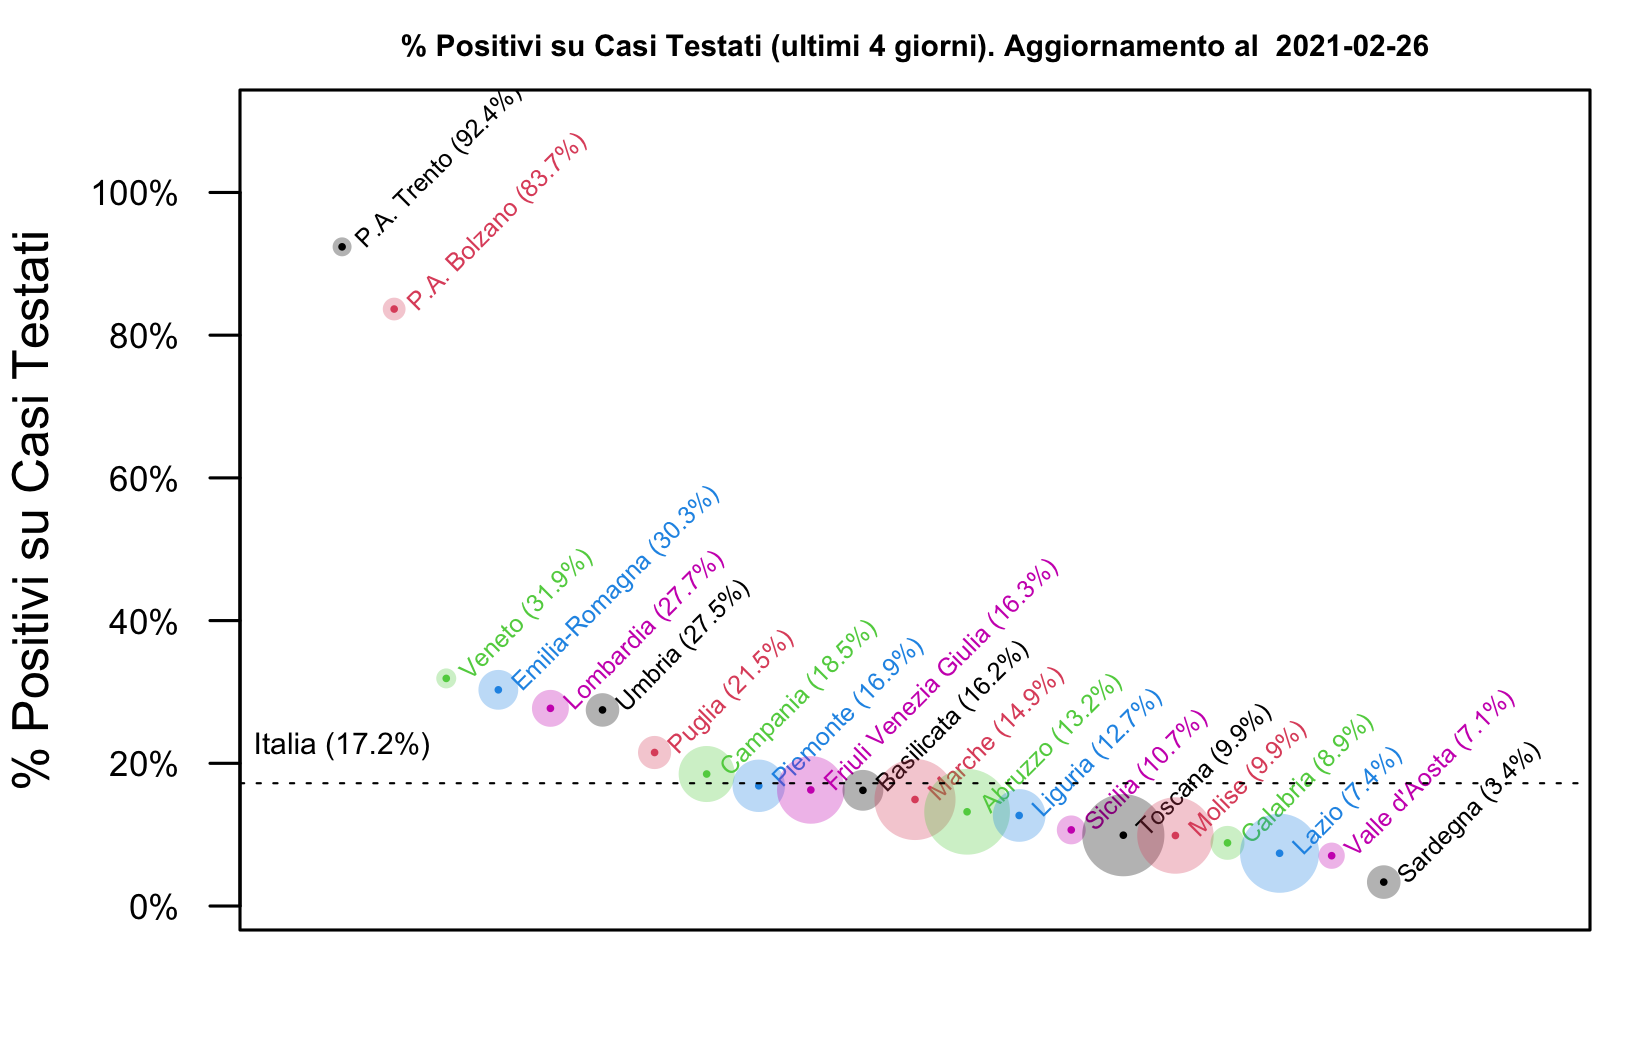 % Positivi su Casi Testati (ultimi 4 giorni). Aggiornamento al  2021-02-26
% Positivi su Casi Testati
100%
80%
60%
40%
20%
0%
Italia (17.2%)
P.A. Trento (92.4%)
P.A. Bolzano (83.7%)
Veneto (31.9%)
Emilia-Romagna (30.3%)
Lombardia (27.7%)
Umbria (27.5%)
Puglia (21.5%)
Campania (18.5%)
Piemonte (16.9%)
Friuli Venezia Giulia (16.3%)
Basilicata (16.2%)
Marche (14.9%)
Abruzzo (13.2%)
Liguria (12.7%)
Sicilia (10.7%)
Toscana (9.9%)
Molise (9.9%)
Calabria (8.9%)
Lazio (7.4%)
Valle d'Aosta (7.1%)
Sardegna (3.4%)